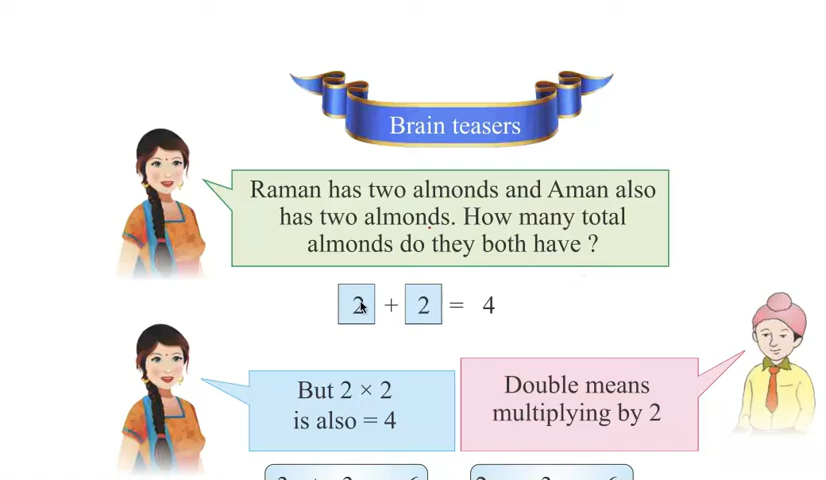 Brain teasers
Raman has two almonds and Aman also
has two almonds. How many total
almonds do they both have ?
2 + 2 = 4
But 2 × 2
is also = 4
Double means
multiplying by 2